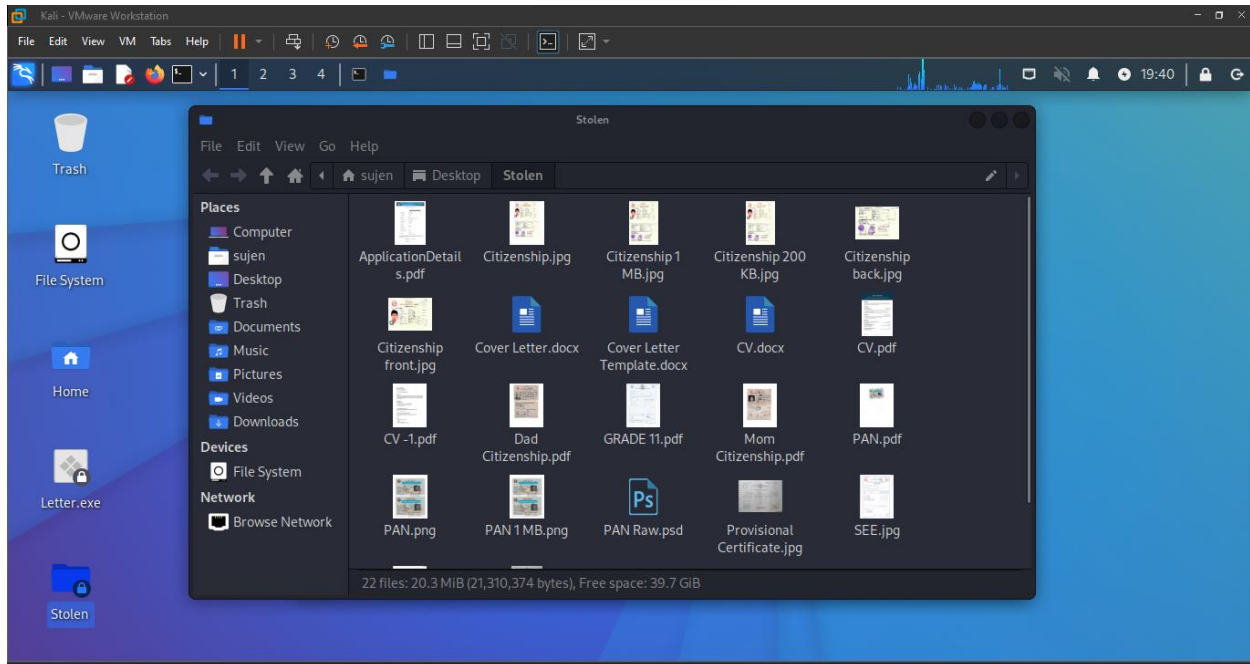 Kali - VMware Workstation
File Edit View VM Tabs Help
1 2 3 4 19:40
Stolen
File Edit View Go Help
sujen Desktop Stolen
Trash
File System
Home
Letter.exe
Stolen
Places
Computer
sujen
Desktop
Trash
Documents
Music
Pictures
Videos
Downloads
Devices
File System
Network
Browse Network
ApplicationDetail
s.pdf
Citizenship.jpg
Citizenship 1
MB.jpg
Citizenship 200
KB.jpg
Citizenship
back.jpg
Citizenship
front.jpg
Cover Letter.docx
Cover Letter
Template.docx
CV.docx
CV.pdf
CV -1.pdf
Dad
Citizenship.pdf
GRADE 11.pdf
Mom
Citizenship.pdf
PAN.pdf
PAN.png
PAN 1 MB.png
Ps
PAN Raw.psd
Provisional
Certificate.jpg
SEE.jpg
22 files: 20.3 MiB (21,310,374 bytes), Free space: 39.7 GiB